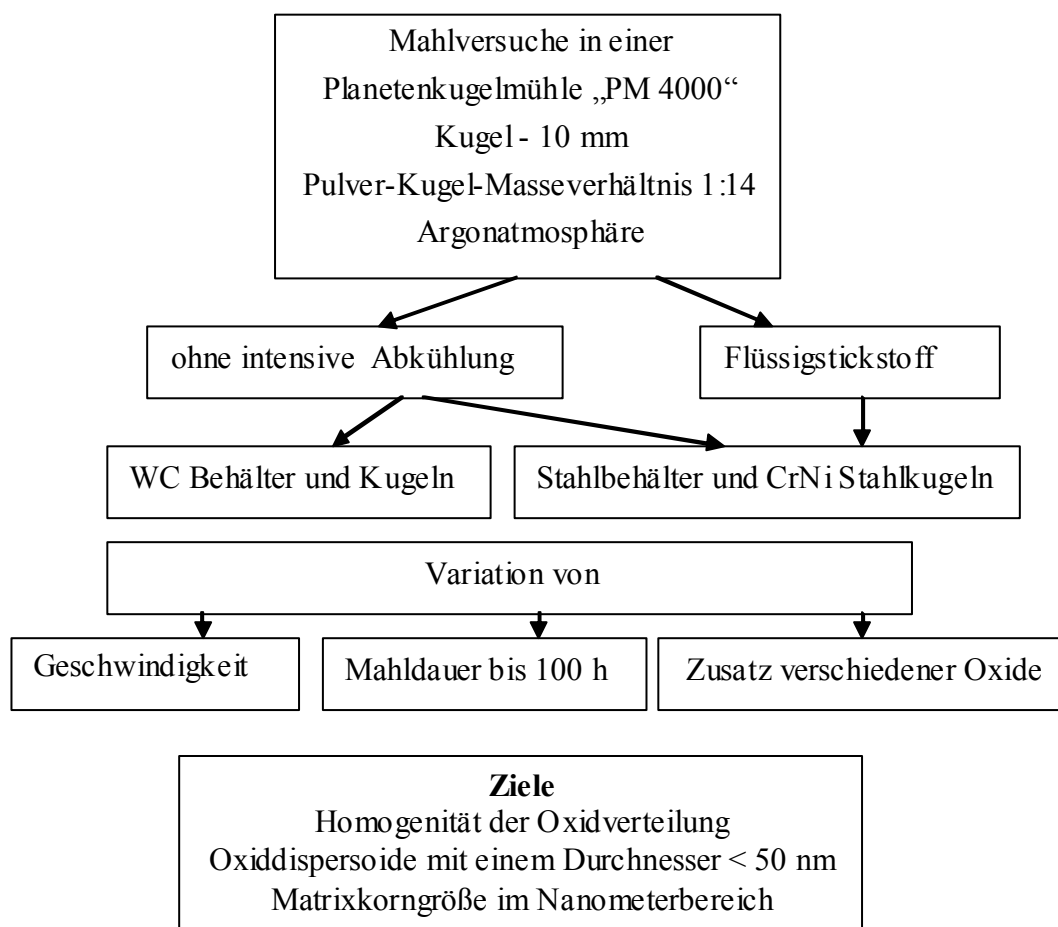 Mahlversuche in einer
Planetenkugelmühle „PM 4000“
Kugel - 10 mm
Pulver-Kugel-Masseverhältnis 1:14
Argonatmosphäre
ohne intensive Abkühlung
Flüssigstickstoff
WC Behälter und Kugeln
Stahlbehälter und CrNi Stahlkugeln
Variation von
Geschwindigkeit
Mahldauer bis 100 h
Zusatz verschiedener Oxide
Ziele
Homogenität der Oxidverteilung
Oxiddispersoide mit einem Durchnesser < 50 nm
Matrixkorngröße im Nanometerbereich